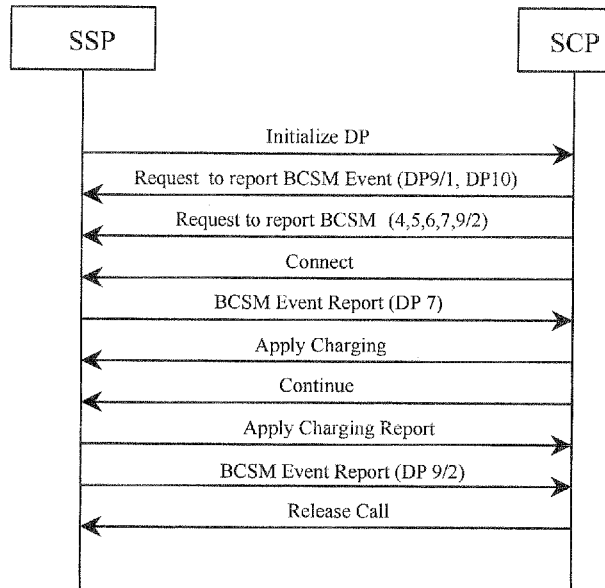 SSP
SCP
Initialize DP
Request to report BCSM Event (DP9/1, DP10)
Request to report BCSM (4,5,6,7,9/2)
Connect
BCSM Event Report (DP 7)
Apply Charging
Continue
Apply Charging Report
BCSM Event Report (DP 9/2)
Release Call